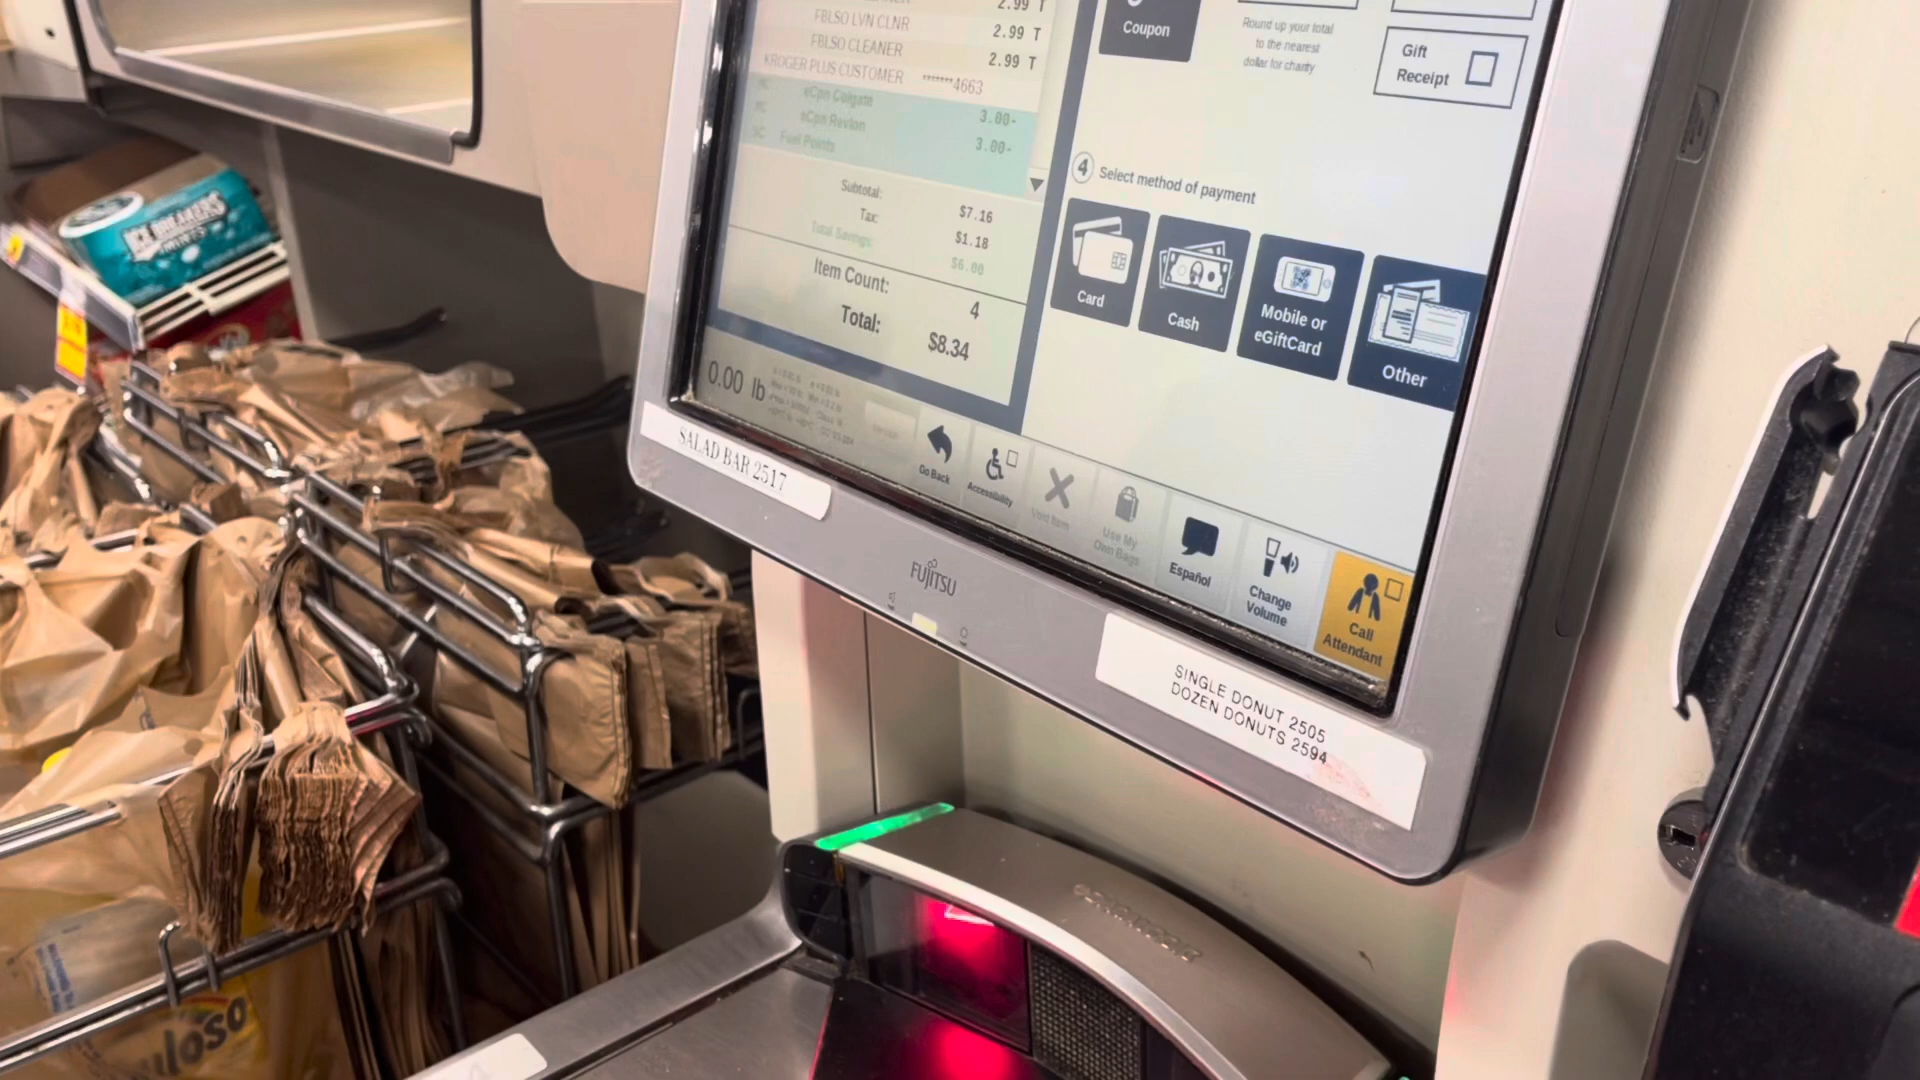 2.99 T
FBLSO LVN CLNR 2.99 T
FBLSO CLEANER 2.99 T
KROGER PLUS CUSTOMER *******4663
eCpn Colgate 3.00-
eCpn Revlon 3.00-
SC Fuel Points
Subtotal: $7.16
Tax: $1.18
Total Savings: $6.00
Item Count: 4
Total: $8.34
0.00 lb
Coupon
Round up your total
to the nearest
dollar for charity
Gift
Receipt
4 Select method of payment
Card
Cash
Mobile or
eGiftCard
Other
Go Back
Accessibility
Void Item
Use My
Own Bags
Español
Change
Volume
Call
Attendant
SALAD BAR 2517
FUJITSU
SINGLE DONUT 2505
DOZEN DONUTS 2594
ICE BREAKERS
MINTS
uloso